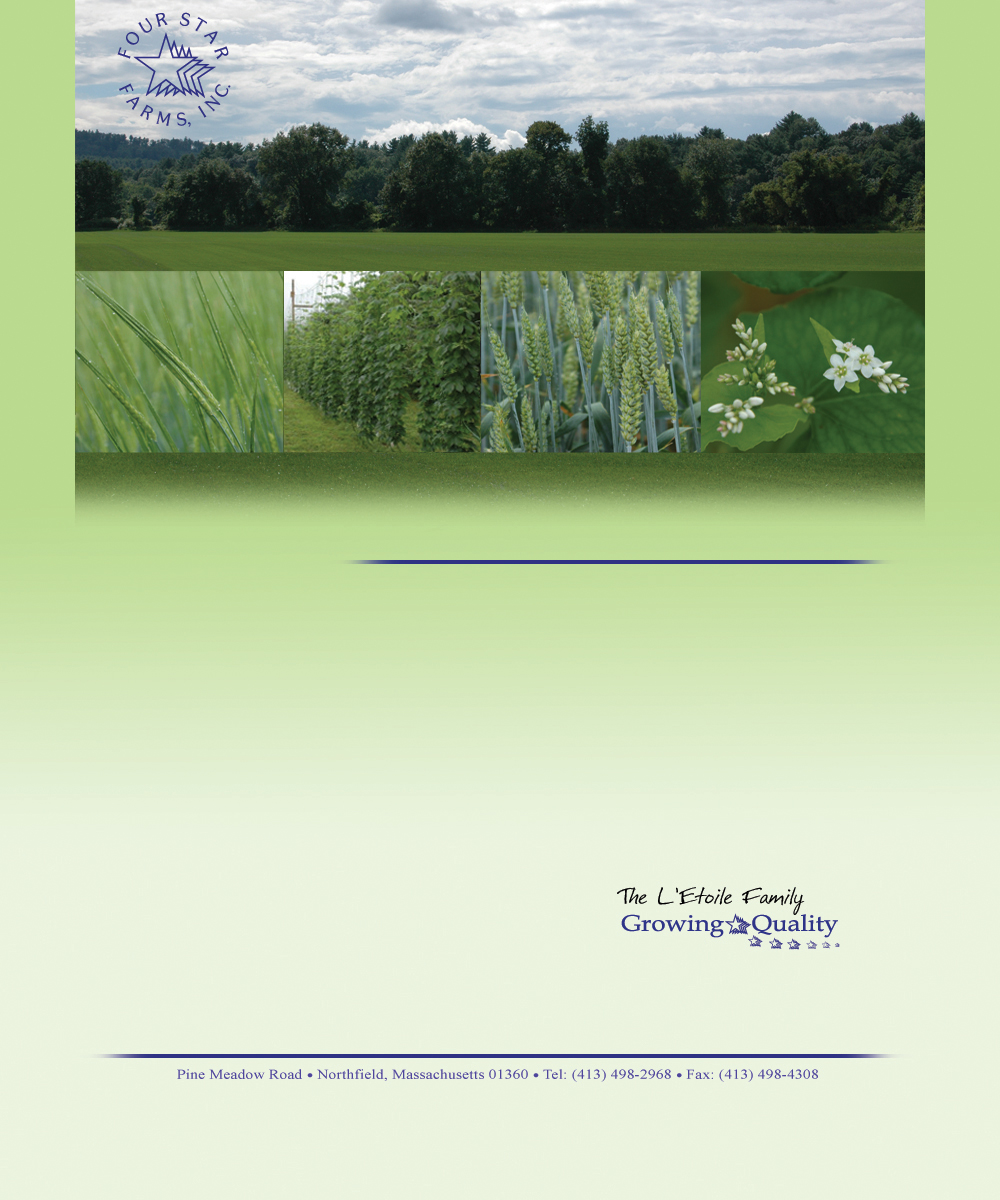 FOUR STAR
FARMS, INC.
The L'Etoile Family
Growing Quality
Pine Meadow Road • Northfield, Massachusetts 01360 • Tel: (413) 498-2968 • Fax: (413) 498-4308